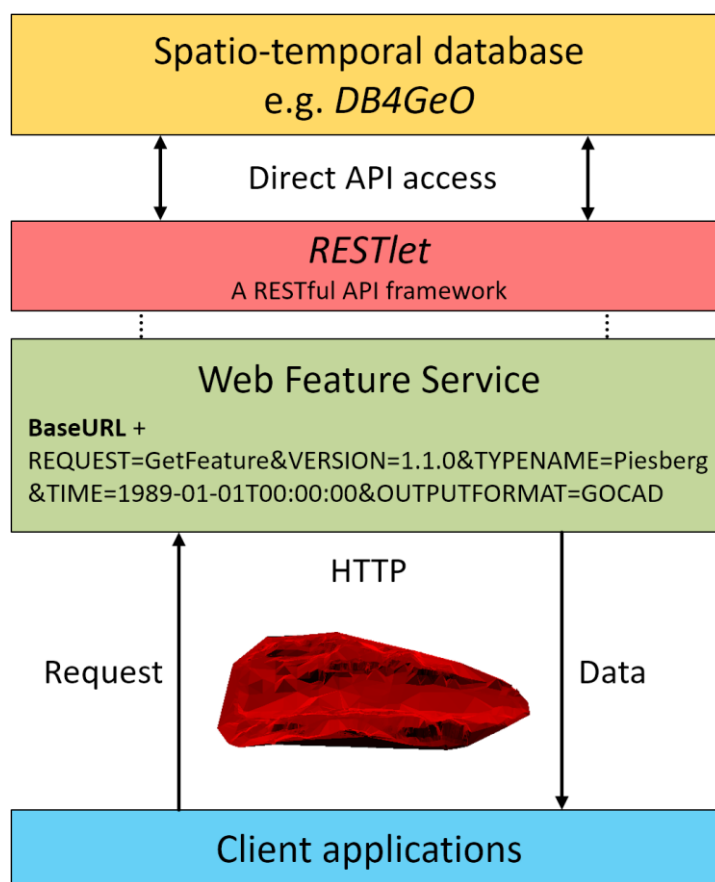 Spatio-temporal database
e.g. DB4GeO
Direct API access
RESTlet
A RESTful API framework
Web Feature Service
BaseURL +
REQUEST=GetFeature&VERSION=1.1.0&TYPENAME=Piesberg
&TIME=1989-01-01T00:00:00&OUTPUTFORMAT=GOCAD
HTTP
Request
Data
Client applications